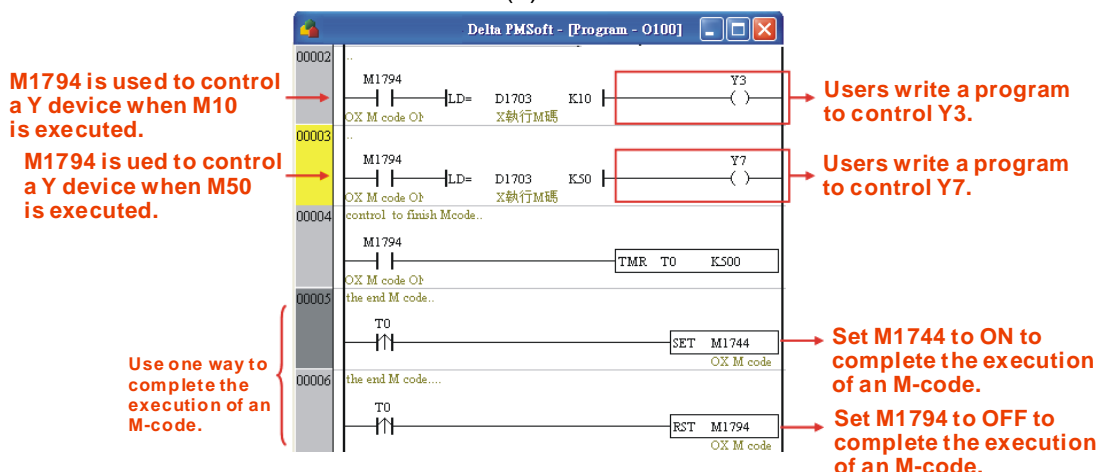 (4)
Delta PMSoft - [Program - O100]
00002
..
M1794
LD= D1703 K10
Y3
OX M code ON
X執行M碼
M1794 is used to control
a Y device when M10
is executed.
Users write a program
to control Y3.
00003
..
M1794
LD= D1703 K50
Y7
OX M code ON
X執行M碼
M1794 is ued to control
a Y device when M50
is executed.
Users write a program
to control Y7.
00004
control to finish Mcode..
M1794
TMR T0 K500
OX M code ON
00005
the end M code..
T0
SET M1744
OX M code
Set M1744 to ON to
complete the execution
of an M-code.
Use one way to
complete the
execution of an
M-code.
00006
the end M code....
T0
RST M1794
OX M code
Set M1794 to OFF to
complete the execution
of an M-code.